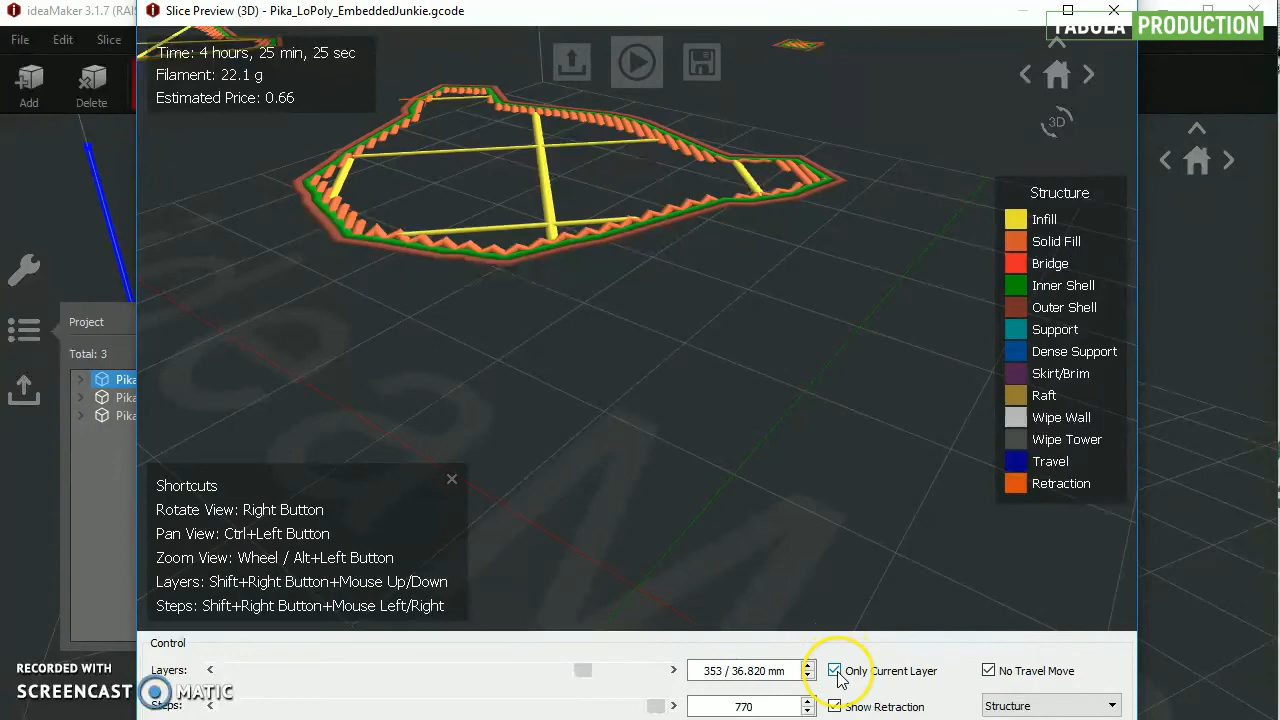 ideaMaker 3.1.7 (RAIS
Slice Preview (3D) - Pika_LoPoly_EmbeddedJunkie.gcode
TABULA PRODUCTION
File Edit Slice
Time: 4 hours, 25 min, 25 sec
Filament: 22.1 g
Estimated Price: 0.66
Add Delete
3D
Structure
Infill
Solid Fill
Bridge
Inner Shell
Outer Shell
Support
Dense Support
Skirt/Brim
Raft
Wipe Wall
Wipe Tower
Travel
Retraction
Project
Total: 3
Pika
Pika
Pika
Shortcuts
Rotate View: Right Button
Pan View: Ctrl+Left Button
Zoom View: Wheel / Alt+Left Button
Layers: Shift+Right Button+Mouse Up/Down
Steps: Shift+Right Button+Mouse Left/Right
Control
Layers: 353 / 36.820 mm Only Current Layer No Travel Move
Steps: 770 Show Retraction Structure
RECORDED WITH
SCREENCAST MATIC